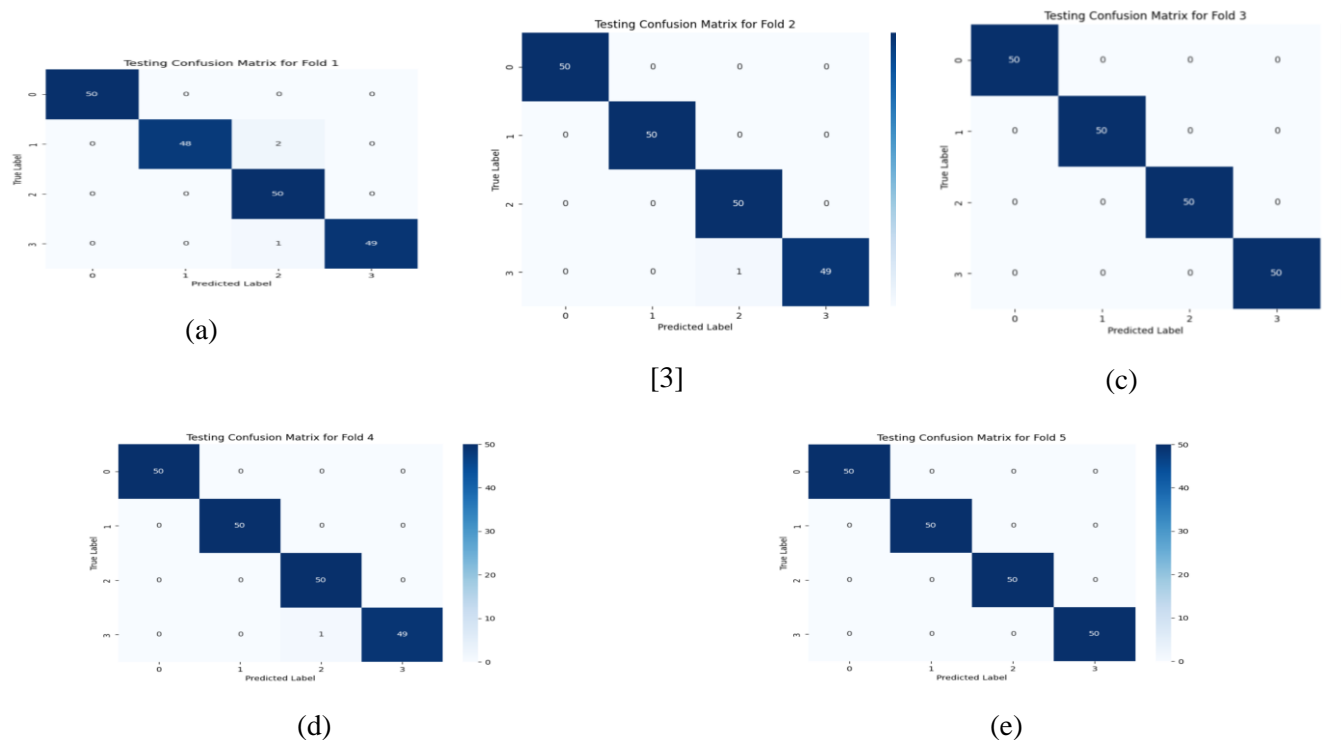 Testing Confusion Matrix for Fold 1
0 50 0 0 0
1 0 48 2 0
2 0 0 50 0
3 0 0 1 49
0 1 2 3
True Label
Predicted Label
(a)
Testing Confusion Matrix for Fold 2
0 50 0 0 0
1 0 50 0 0
2 0 0 50 0
3 0 0 1 49
0 1 2 3
True Label
Predicted Label
[3]
Testing Confusion Matrix for Fold 3
0 50 0 0 0
1 0 50 0 0
2 0 0 50 0
3 0 0 0 50
0 1 2 3
True Label
Predicted Label
(c)
Testing Confusion Matrix for Fold 4
0 50 0 0 0
1 0 50 0 0
2 0 0 50 0
3 0 0 1 49
0 1 2 3
True Label
Predicted Label
50
40
30
20
10
0
(d)
Testing Confusion Matrix for Fold 5
0 50 0 0 0
1 0 50 0 0
2 0 0 50 0
3 0 0 0 50
0 1 2 3
True Label
Predicted Label
50
40
30
20
10
0
(e)